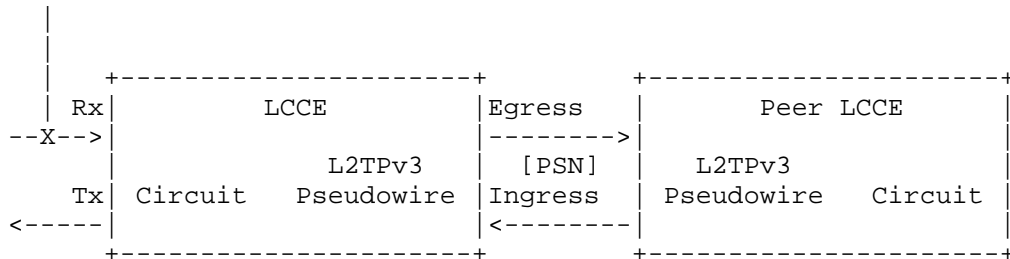 Rx LCCE Egress Peer LCCE
--X-->
L2TPv3 [PSN] L2TPv3
Tx Circuit Pseudowire Ingress Pseudowire Circuit